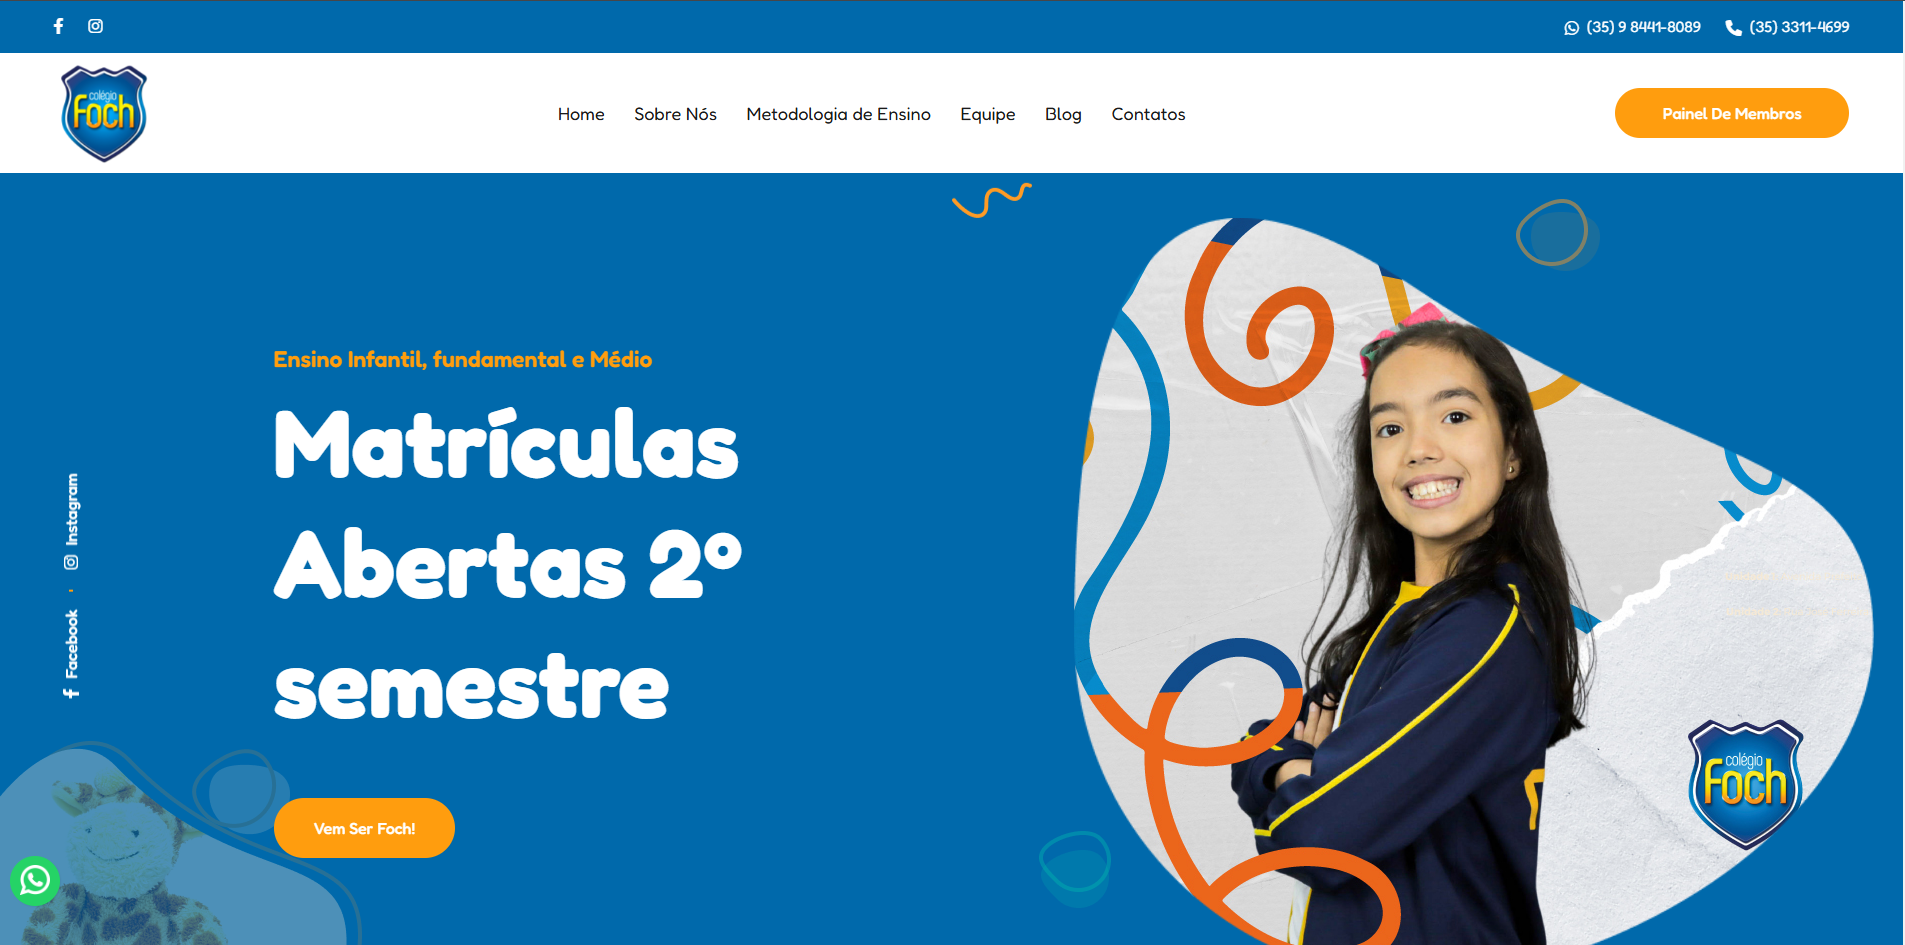 (35) 9 8441-8089
(35) 3311-4699
colégio
Foch
Home
Sobre Nós
Metodologia de Ensino
Equipe
Blog
Contatos
Painel De Membros
Ensino Infantil, fundamental e Médio
Matrículas
Abertas 2º
semestre
Vem Ser Foch!
Facebook
Instagram
colégio
Foch